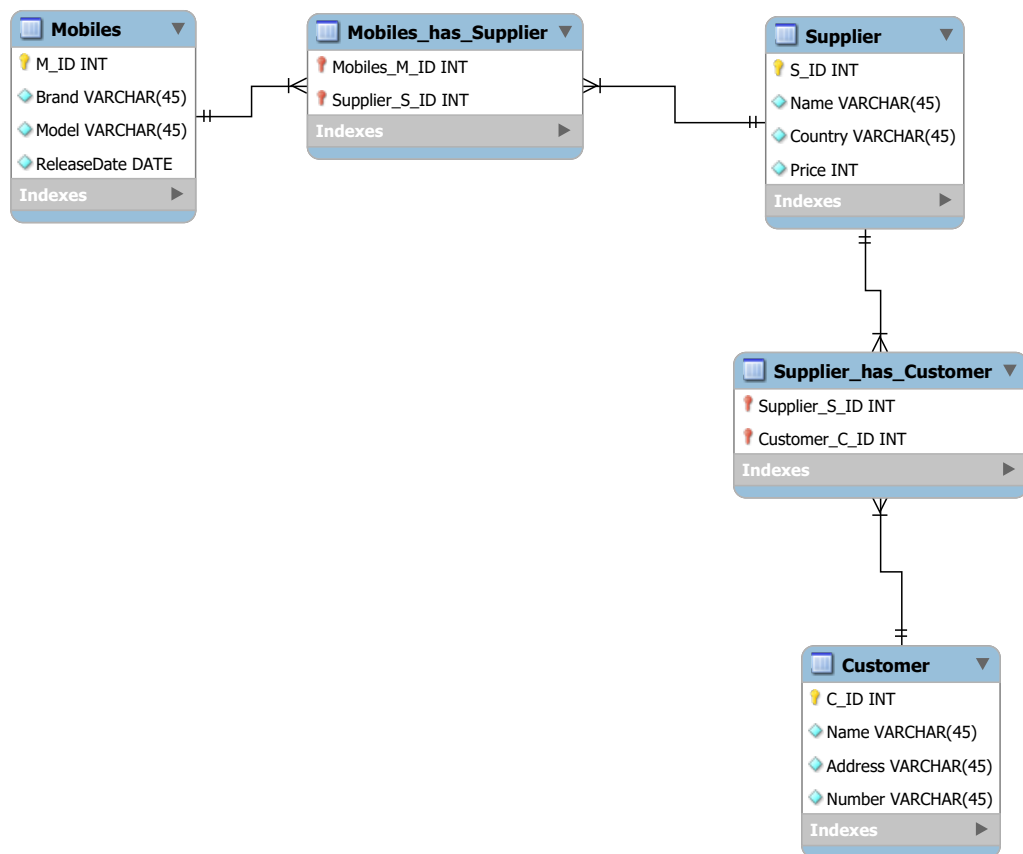 Mobiles
M_ID INT
Brand VARCHAR(45)
Model VARCHAR(45)
ReleaseDate DATE
Indexes
Mobiles_has_Supplier
Mobiles_M_ID INT
Supplier_S_ID INT
Indexes
Supplier
S_ID INT
Name VARCHAR(45)
Country VARCHAR(45)
Price INT
Indexes
Supplier_has_Customer
Supplier_S_ID INT
Customer_C_ID INT
Indexes
Customer
C_ID INT
Name VARCHAR(45)
Address VARCHAR(45)
Number VARCHAR(45)
Indexes